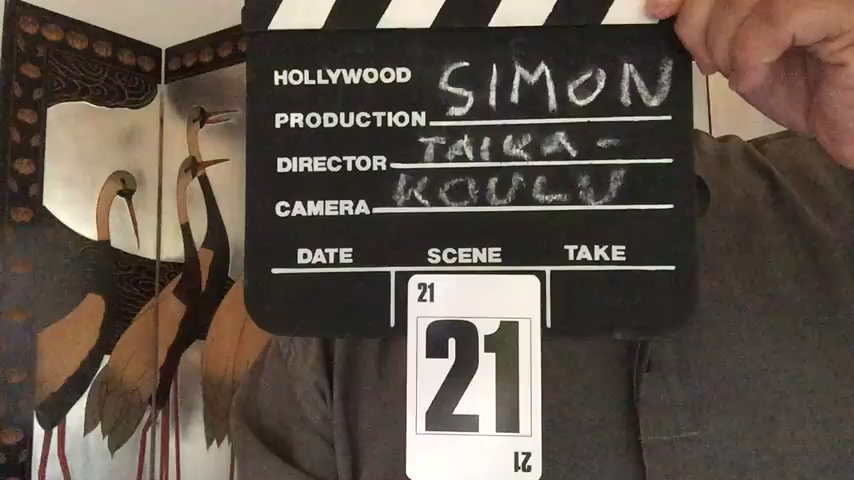 HOLLYWOOD SIMON
PRODUCTION
DIRECTOR TAIKA-
CAMERA KOULU
DATE SCENE TAKE
21
21
21